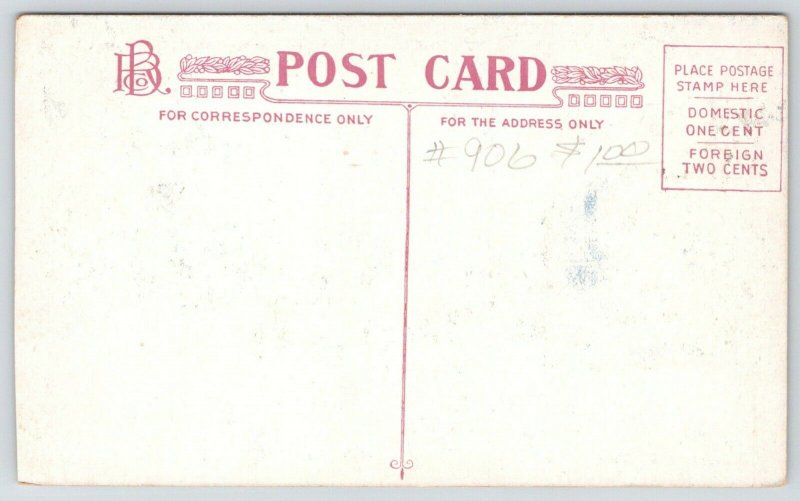 POST CARD
FOR CORRESPONDENCE ONLY
FOR THE ADDRESS ONLY
#906 $1.00
PLACE POSTAGE
STAMP HERE
DOMESTIC
ONE CENT
FOREIGN
TWO CENTS